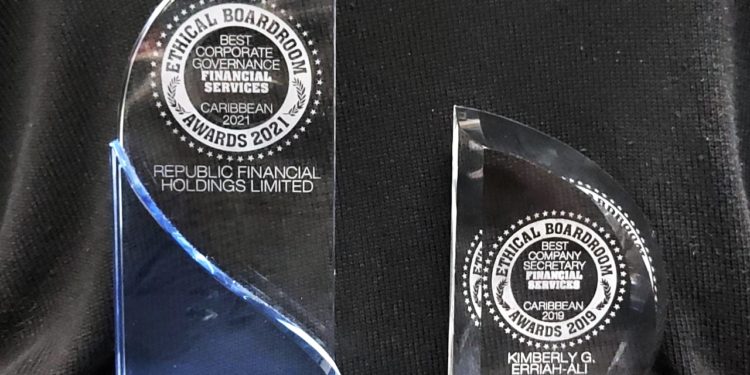 ETHICAL BOARDROOM
BEST
CORPORATE
GOVERNANCE
FINANCIAL
SERVICES
CARIBBEAN
2021
AWARDS 2021
REPUBLIC FINANCIAL
HOLDINGS LIMITED
ETHICAL BOARDROOM
BEST
COMPANY
SECRETARY
FINANCIAL
SERVICES
CARIBBEAN
2019
AWARDS 2019
KIMBERLY G.
ERRIAH-ALI